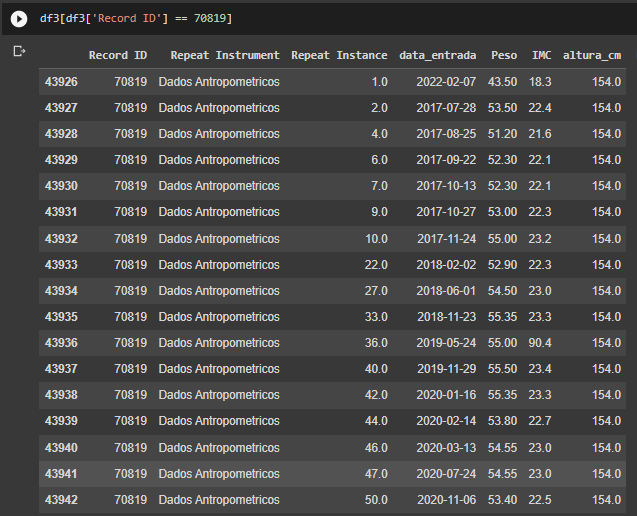 df3[df3['Record ID'] == 70819]
Record ID Repeat Instrument Repeat Instance data_entrada Peso IMC altura_cm
43926 70819 Dados Antropometricos 1.0 2022-02-07 43.50 18.3 154.0
43927 70819 Dados Antropometricos 2.0 2017-07-28 53.50 22.4 154.0
43928 70819 Dados Antropometricos 4.0 2017-08-25 51.20 21.6 154.0
43929 70819 Dados Antropometricos 6.0 2017-09-22 52.30 22.1 154.0
43930 70819 Dados Antropometricos 7.0 2017-10-13 52.30 22.1 154.0
43931 70819 Dados Antropometricos 9.0 2017-10-27 53.00 22.3 154.0
43932 70819 Dados Antropometricos 10.0 2017-11-24 55.00 23.2 154.0
43933 70819 Dados Antropometricos 22.0 2018-02-02 52.90 22.3 154.0
43934 70819 Dados Antropometricos 27.0 2018-06-01 54.50 23.0 154.0
43935 70819 Dados Antropometricos 33.0 2018-11-23 55.35 23.3 154.0
43936 70819 Dados Antropometricos 36.0 2019-05-24 55.00 90.4 154.0
43937 70819 Dados Antropometricos 40.0 2019-11-29 55.50 23.4 154.0
43938 70819 Dados Antropometricos 42.0 2020-01-16 55.35 23.3 154.0
43939 70819 Dados Antropometricos 44.0 2020-02-14 53.80 22.7 154.0
43940 70819 Dados Antropometricos 46.0 2020-03-13 54.55 23.0 154.0
43941 70819 Dados Antropometricos 47.0 2020-07-24 54.55 23.0 154.0
43942 70819 Dados Antropometricos 50.0 2020-11-06 53.40 22.5 154.0